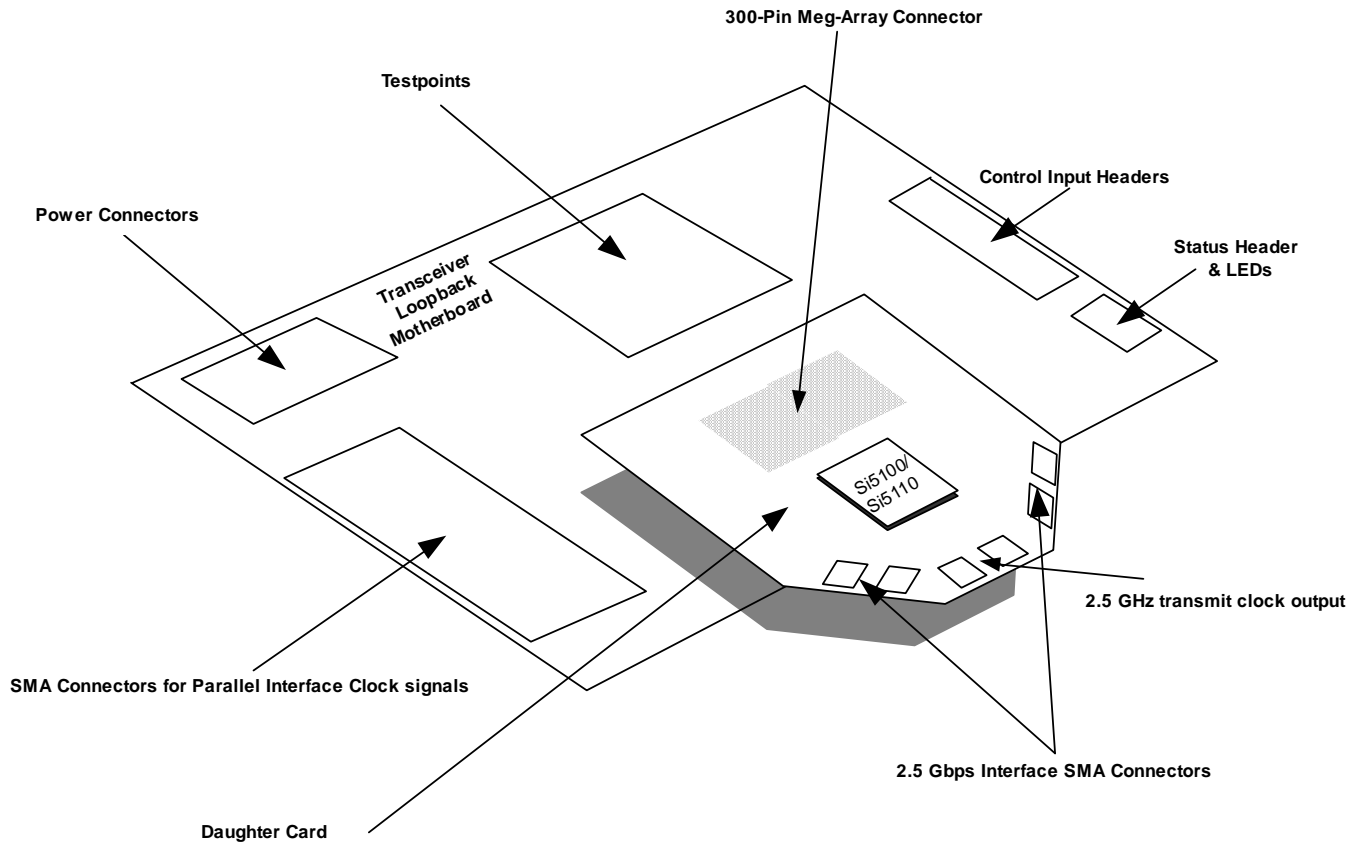 300-Pin Meg-Array Connector
Testpoints
Control Input Headers
Power Connectors
Status Header
& LEDs
Transceiver
Loopback
Motherboard
Si5100/
Si5110
2.5 GHz transmit clock output
SMA Connectors for Parallel Interface Clock signals
2.5 Gbps Interface SMA Connectors
Daughter Card